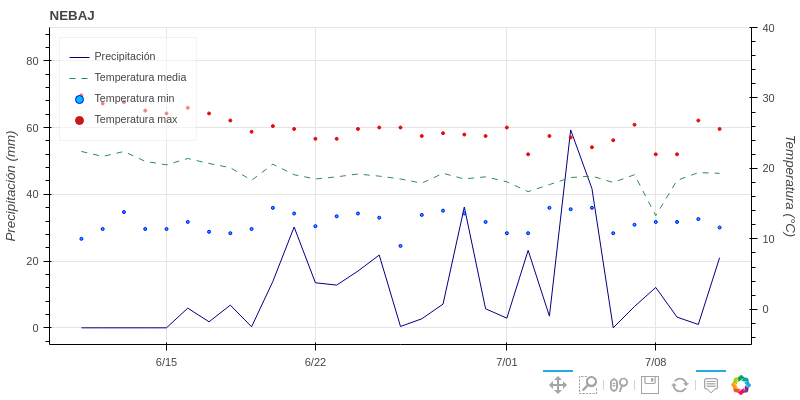 NEBAJ
Precipitación
Temperatura media
Temperatura min
Temperatura max
Precipitación (mm)
80
60
40
20
0
Temperatura (°C)
40
30
20
10
0
6/15
6/22
7/01
7/08